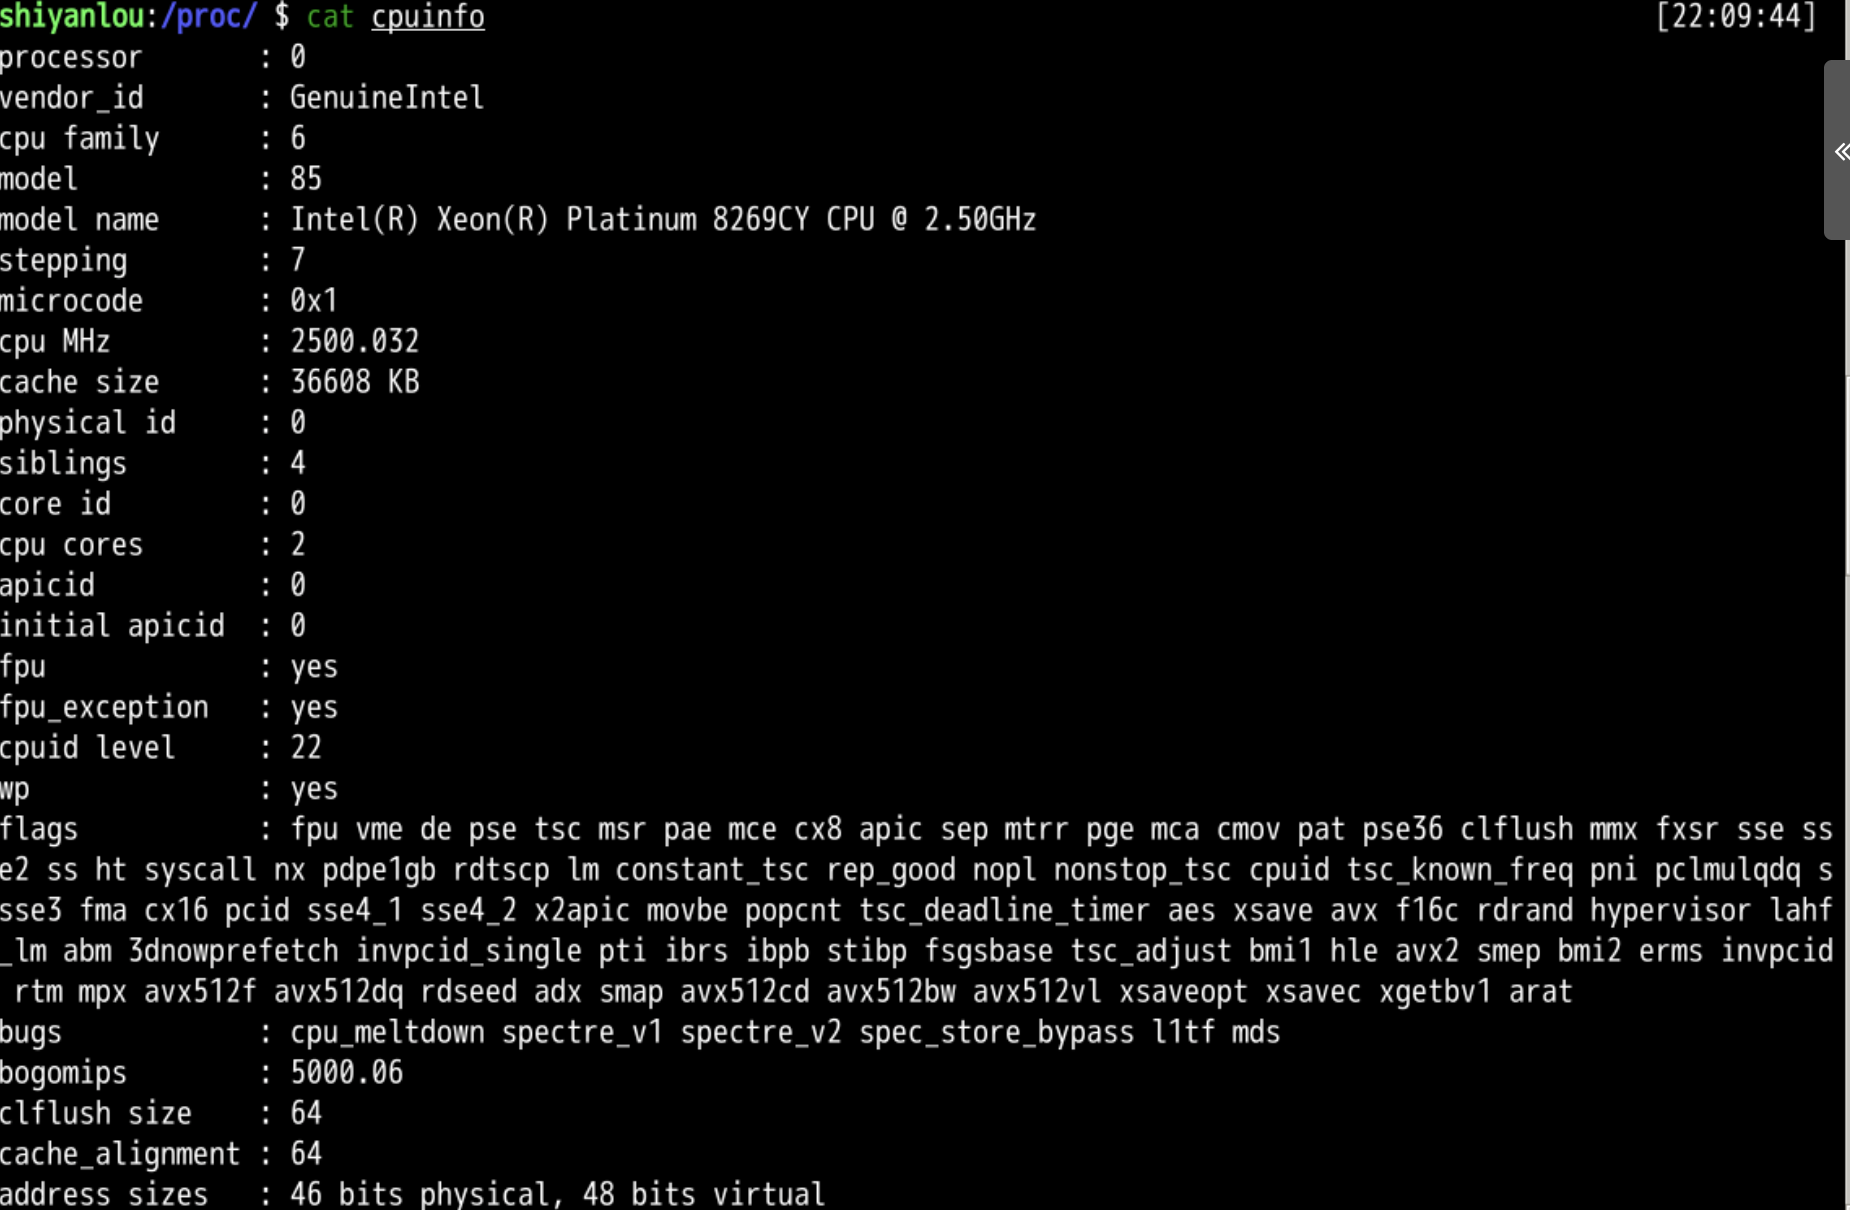 shiyanlou:/proc/ $ cat cpuinfo [22:09:44]
processor : 0
vendor_id : GenuineIntel
cpu family : 6
model : 85
model name : Intel(R) Xeon(R) Platinum 8269CY CPU @ 2.50GHz
stepping : 7
microcode : 0x1
cpu MHz : 2500.032
cache size : 36608 KB
physical id : 0
siblings : 4
core id : 0
cpu cores : 2
apicid : 0
initial apicid : 0
fpu : yes
fpu_exception : yes
cpuid level : 22
wp : yes
flags : fpu vme de pse tsc msr pae mce cx8 apic sep mtrr pge mca cmov pat pse36 clflush mmx fxsr sse ss
e2 ss ht syscall nx pdpe1gb rdtscp lm constant_tsc rep_good nopl nonstop_tsc cpuid tsc_known_freq pni pclmulqdq s
sse3 fma cx16 pcid sse4_1 sse4_2 x2apic movbe popcnt tsc_deadline_timer aes xsave avx f16c rdrand hypervisor lahf
_lm abm 3dnowprefetch invpcid_single pti ibrs ibpb stibp fsgsbase tsc_adjust bmi1 hle avx2 smep bmi2 erms invpcid
rtm mpx avx512f avx512dq rdseed adx smap avx512cd avx512bw avx512vl xsaveopt xsavec xgetbv1 arat
bugs : cpu_meltdown spectre_v1 spectre_v2 spec_store_bypass l1tf mds
bogomips : 5000.06
clflush size : 64
cache_alignment : 64
address sizes : 46 bits physical, 48 bits virtual